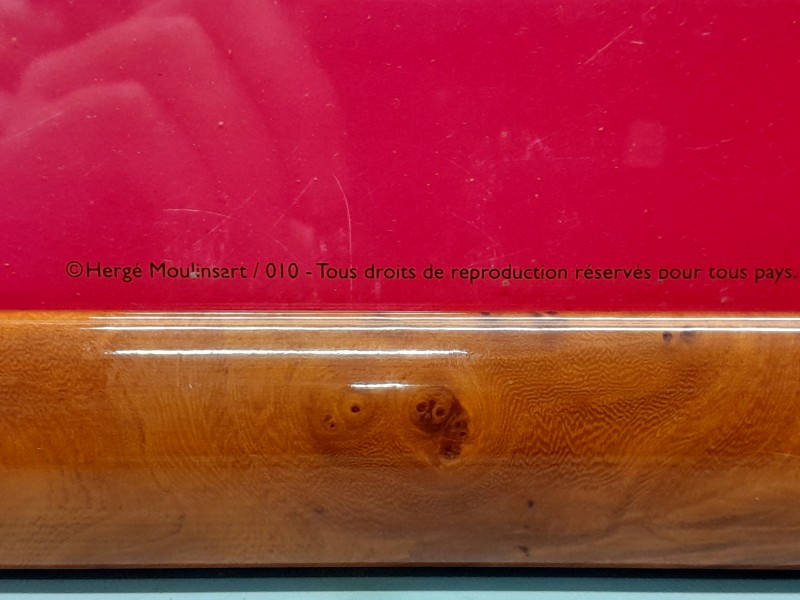 ©Hergé Moulinsart / 010 - Tous droits de reproduction réservés pour tous pays.